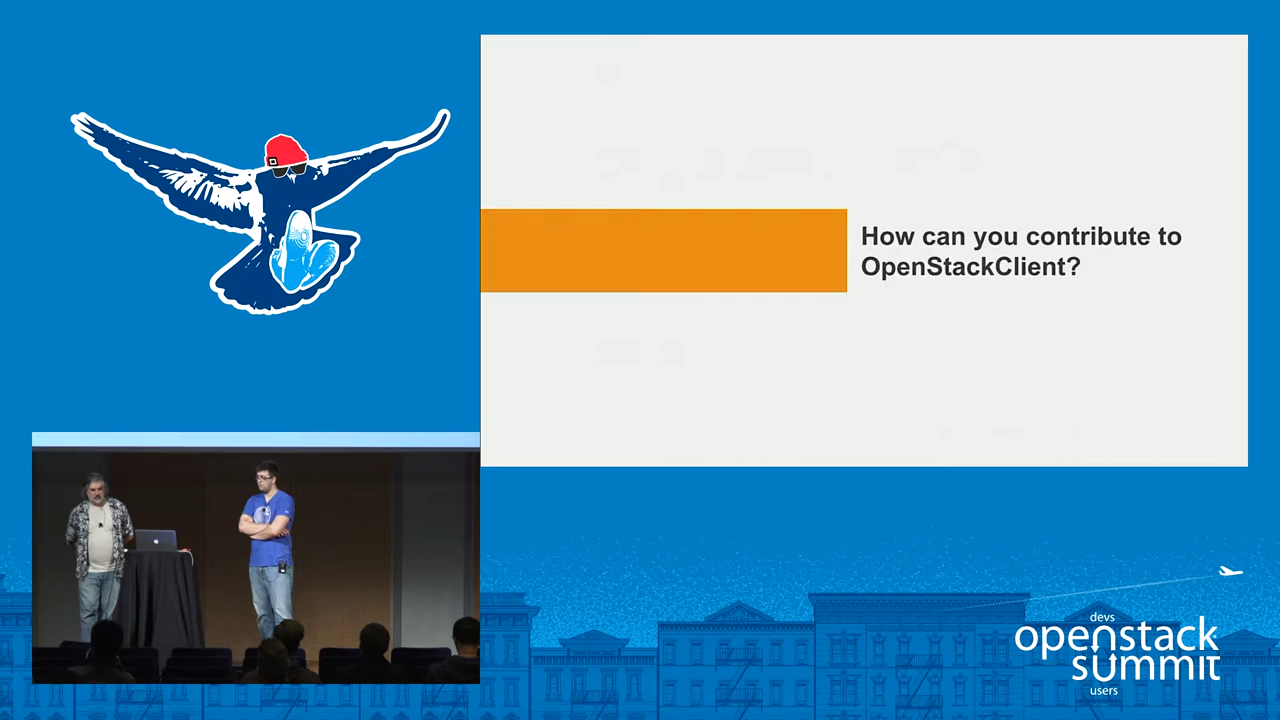 How can you contribute to
OpenStackClient?
devs
openstack
summit
users